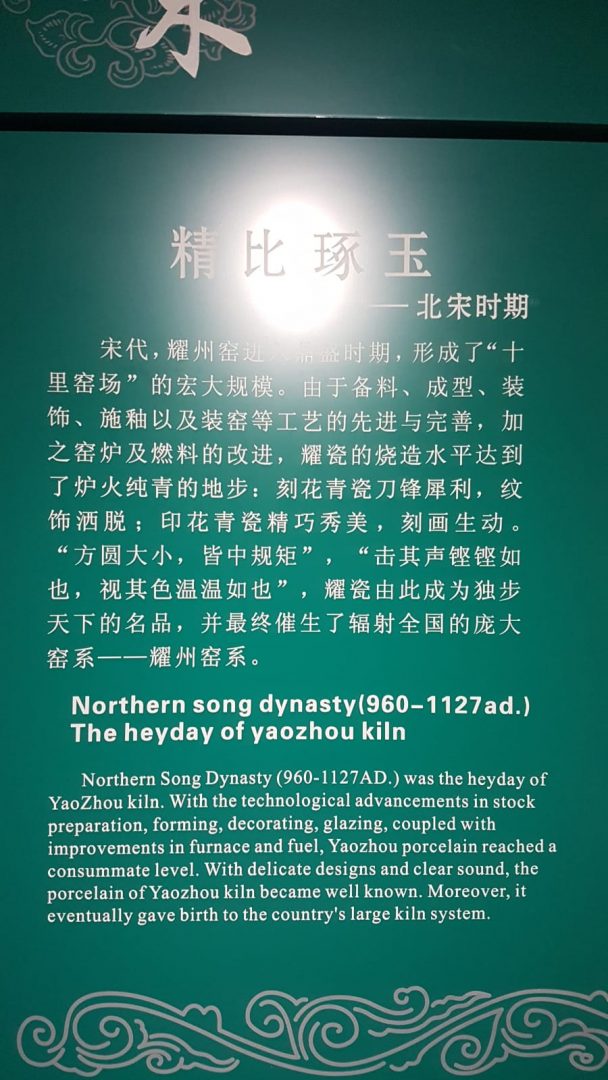 精比琢玉
——北宋时期
宋代，耀州窑进入鼎盛时期，形成了“十
里窑场”的宏大规模。由于备料、成型、装
饰、施釉以及装窑等工艺的先进与完善，加
之窑炉及燃料的改进，耀瓷的烧造水平达到
了炉火纯青的地步：刻花青瓷刀锋犀利，纹
饰洒脱；印花青瓷精巧秀美，刻画生动。
“方圆大小，皆中规矩”，“击其声铿铿如
也，视其色温温如也”，耀瓷由此成为独步
天下的名品，并最终催生了辐射全国的庞大
窑系——耀州窑系。
Northern song dynasty(960-1127ad.)
The heyday of yaozhou kiln
Northern Song Dynasty (960-1127AD.) was the heyday of
YaoZhou kiln. With the technological advancements in stock
preparation, forming, decorating, glazing, coupled with
improvements in furnace and fuel, Yaozhou porcelain reached a
consummate level. With delicate designs and clear sound, the
porcelain of Yaozhou kiln became well known. Moreover, it
eventually gave birth to the country's large kiln system.